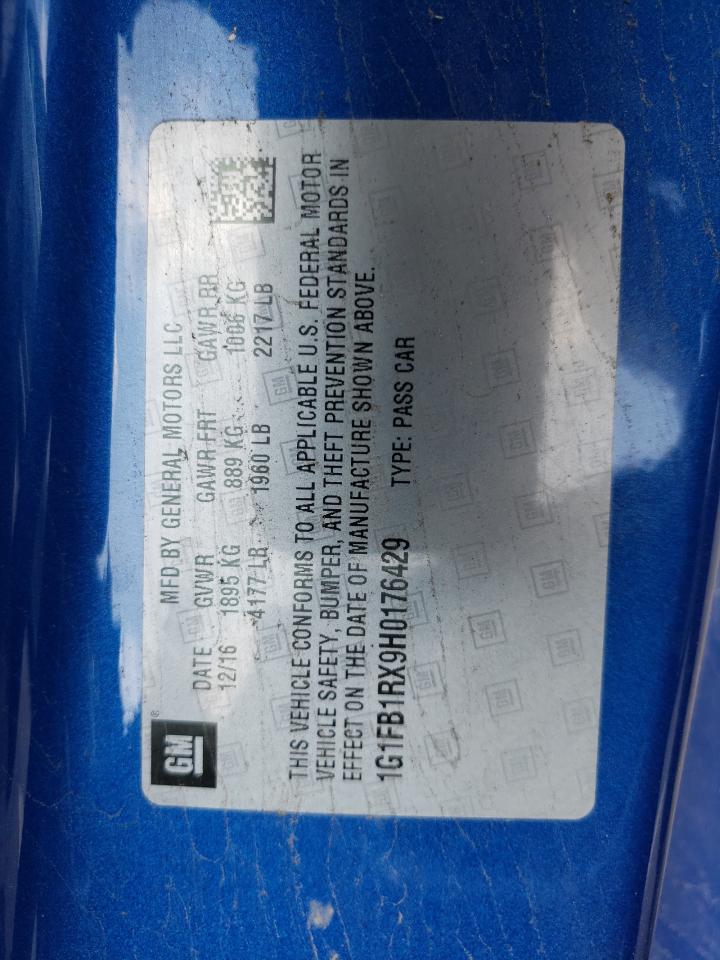 GM
MFD BY GENERAL MOTORS LLC
DATE GVWR GAWR FRT GAWR RR
12/16 1895 KG 889 KG 1006 KG
4177 LB 1960 LB 2217 LB
THIS VEHICLE CONFORMS TO ALL APPLICABLE U.S. FEDERAL MOTOR
VEHICLE SAFETY, BUMPER, AND THEFT PREVENTION STANDARDS IN
EFFECT ON THE DATE OF MANUFACTURE SHOWN ABOVE.
1G1FB1RX9H0176429 TYPE: PASS CAR